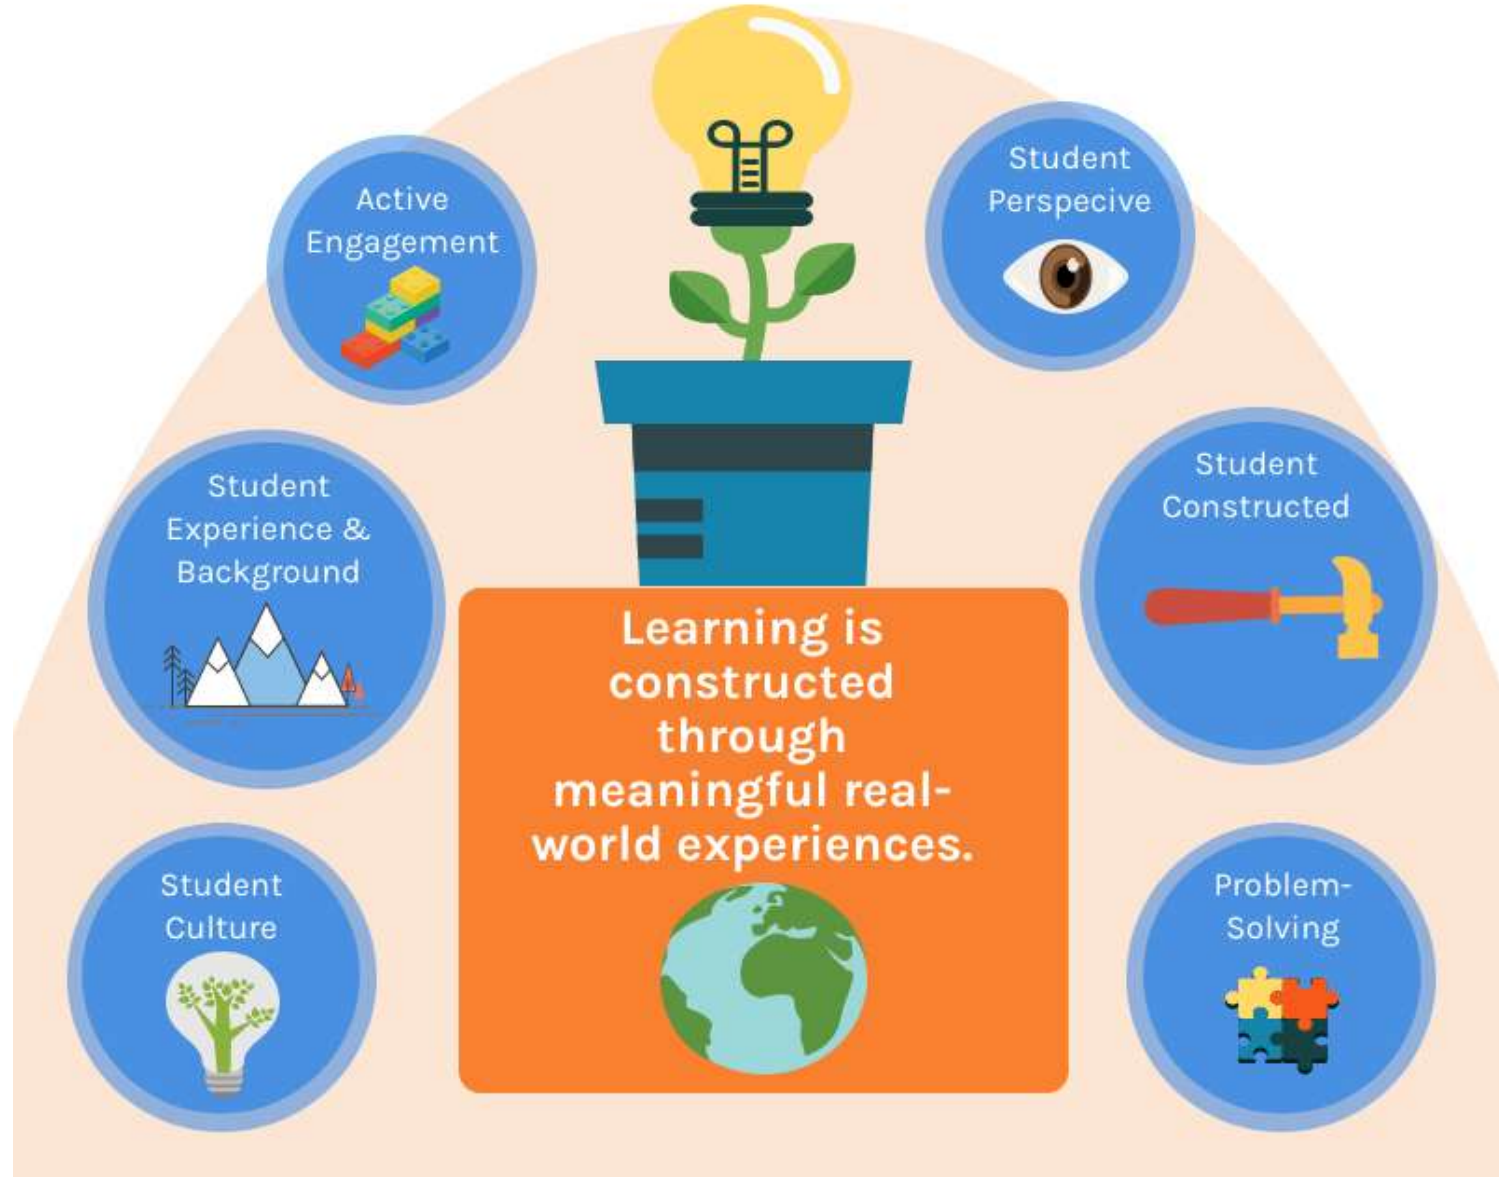 Active
Engagement
Student
Perspecive
Student
Experience &
Background
Student
Constructed
Learning is
constructed
through
meaningful real-
world experiences.
Student
Culture
Problem-
Solving